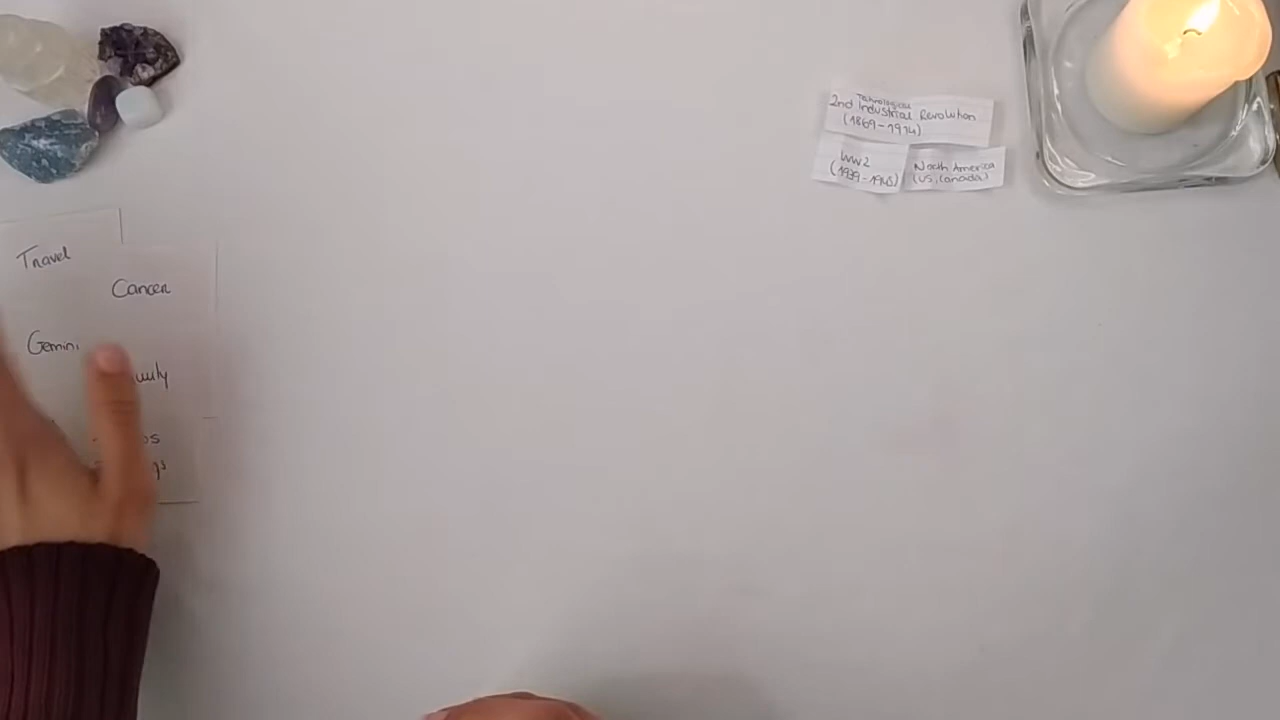 Technological
2nd Industrial Revolution
(1869-1914)
WW2
(1939-1945)
North America
(US, Canada)
Travel
Cancer
Gemini